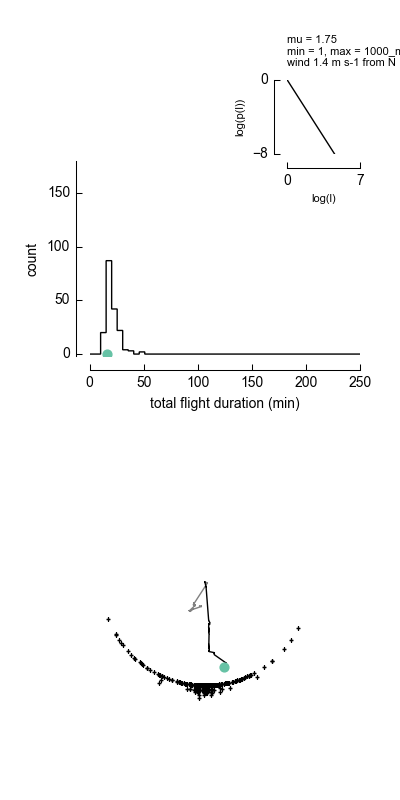 mu = 1.75
min = 1, max = 1000_m
wind 1.4 m s-1 from N
0
log(p(l))
−8
0 7
log(l)
150
count
100
50
0
0 50 100 150 200 250
total flight duration (min)